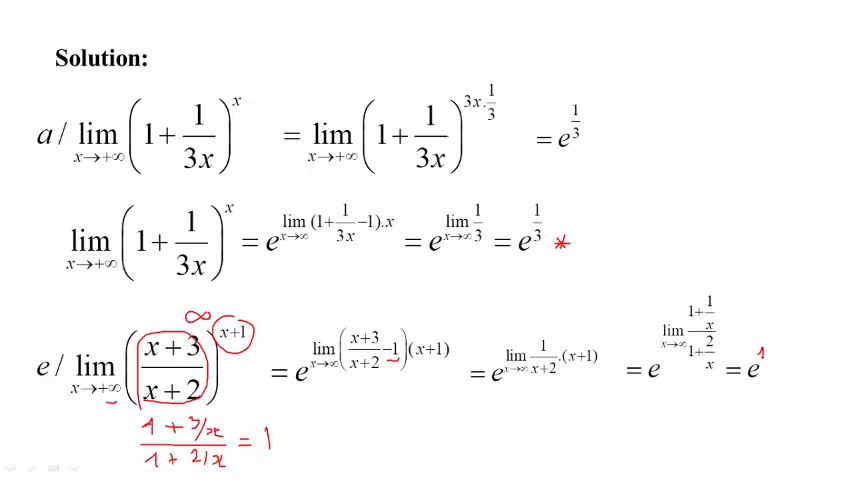 Solution:
a/ lim_{x→+∞} (1 + 1/(3x))^x = lim_{x→+∞} (1 + 1/(3x))^{3x.1/3} = e^{1/3}
lim_{x→+∞} (1 + 1/(3x))^x = e^{lim_{x→∞} (1 + 1/(3x) − 1).x} = e^{lim_{x→∞} 1/3} = e^{1/3} *
∞
e/ lim_{x→+∞} ((x+3)/(x+2))^{x+1} = e^{lim_{x→∞} ((x+3)/(x+2) − 1)(x+1)} = e^{lim_{x→∞} 1/(x+2).(x+1)} = e^{lim_{x→∞} (1 + 1/x)/(1 + 2/x)} = e^1
(1 + 3/x)/(1 + 2/x) = 1